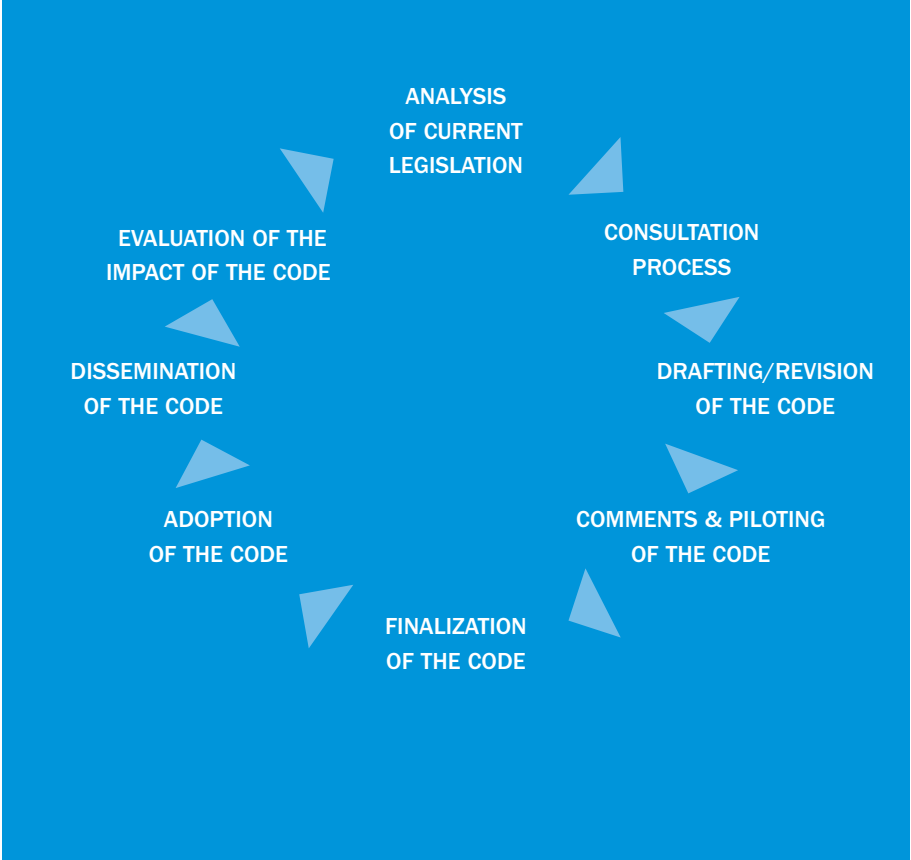 ANALYSIS
OF CURRENT
LEGISLATION
CONSULTATION
PROCESS
DRAFTING/REVISION
OF THE CODE
COMMENTS & PILOTING
OF THE CODE
FINALIZATION
OF THE CODE
ADOPTION
OF THE CODE
DISSEMINATION
OF THE CODE
EVALUATION OF THE
IMPACT OF THE CODE